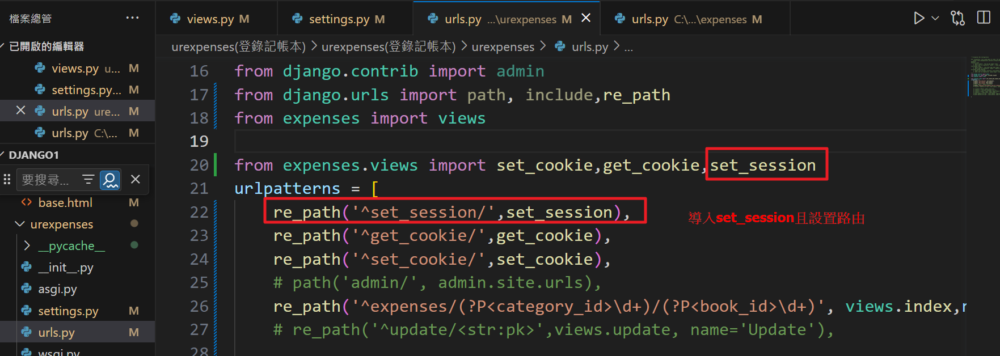 檔案總管 ...
views.py M
settings.py M
urls.py ...\urexpenses M
urls.py C:\...\expenses M
已開啟的編輯器
views.py u... M
settings.py... M
urls.py ure... M
urls.py C:\... M
DJANGO1
要搜尋...
base.html M
urexpenses
__pycache__
__init__.py
asgi.py
settings.py M
urls.py M
wsgi.py
urexpenses(登錄記帳本) > urexpenses(登錄記帳本) > urexpenses > urls.py > ...
16 from django.contrib import admin
17 from django.urls import path, include,re_path
18 from expenses import views
19
20 from expenses.views import set_cookie,get_cookie,set_session
21 urlpatterns = [
22 re_path('^set_session/',set_session),
23 re_path('^get_cookie/',get_cookie),
24 re_path('^set_cookie/',set_cookie),
25 # path('admin/', admin.site.urls),
26 re_path('^expenses/(?P<category_id>\d+)/(?P<book_id>\d+)', views.index,
27 # re_path('^update/<str:pk>',views.update, name='Update'),
28
導入set_session且設置路由